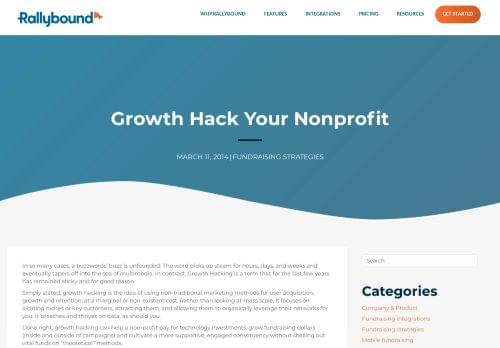 Rallybound
WHY RALLYBOUND
FEATURES
INTEGRATIONS
PRICING
RESOURCES
GET STARTED
Growth Hack Your Nonprofit
MARCH 11, 2014 | FUNDRAISING STRATEGIES
In so many cases, a buzzwords' buzz is unfounded. The word picks up steam for hours, days, and weeks and
eventually tapers off into the sea of multimedia. In contrast, Growth Hacking is a term that for the last few years
has remained sticky and for good reason.
Simply stated, growth hacking is the idea of using non-traditional marketing methods for user acquisition,
growth and retention, at a marginal or non-existent cost. Rather than looking at mass scale, it focuses on
locating niches or key customers, attracting them, and allowing them to organically leverage their networks for
you. It breathes and thrives on data, as should you.
Done right, growth hacking can help a non-profit pay for technology investments, grow fundraising dollars
(inside and outside of campaigns) and cultivate a more supportive, engaged constituency without shelling out
vital funds on "theoretical" methods.
Search
Categories
Company & Product
Fundraising integrations
Fundraising strategies
Mobile fundraising